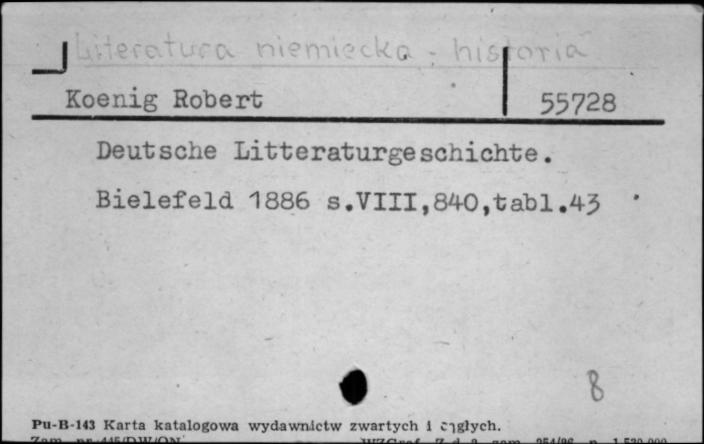 Literatura niemiecka - historia
Koenig Robert 55728
Deutsche Litteraturgeschichte.
Bielefeld 1886 s.VIII,840,tabl.43
8
Pu-B-143 Karta katalogowa wydawnictw zwartych i ciągłych.